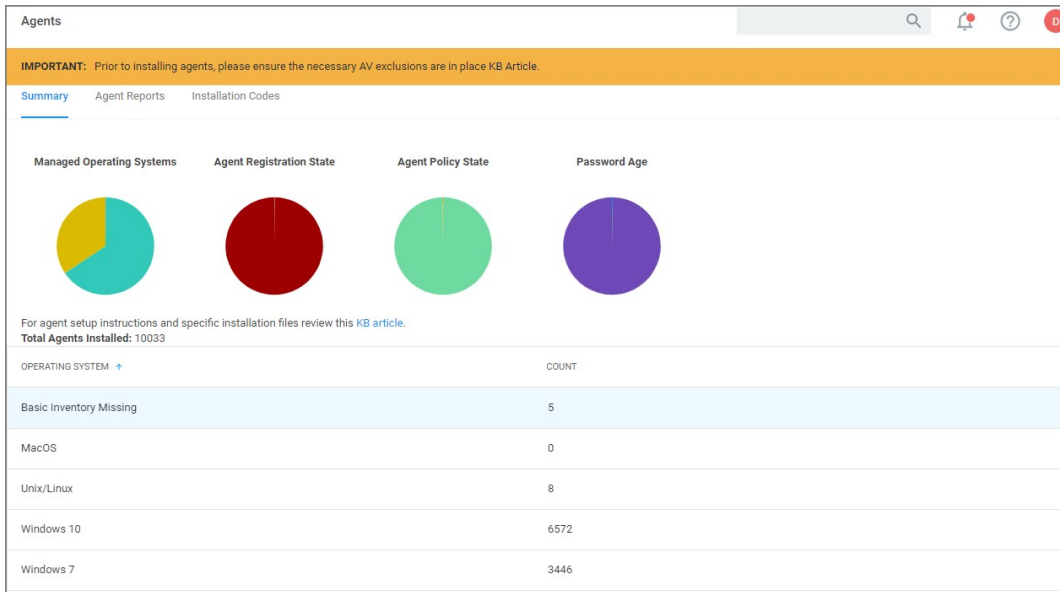 Agents
D
IMPORTANT: Prior to installing agents, please ensure the necessary AV exclusions are in place KB Article.
Summary Agent Reports Installation Codes
Managed Operating Systems Agent Registration State Agent Policy State Password Age
For agent setup instructions and specific installation files review this KB article.
Total Agents Installed: 10033
OPERATING SYSTEM COUNT
Basic Inventory Missing 5
MacOS 0
Unix/Linux 8
Windows 10 6572
Windows 7 3446